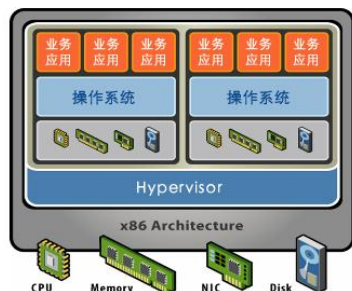 业务 业务 业务 业务 业务 业务
应用 应用 应用 应用 应用 应用
操作系统 操作系统
Hypervisor
x86 Architecture
CPU Memory NIC Disk